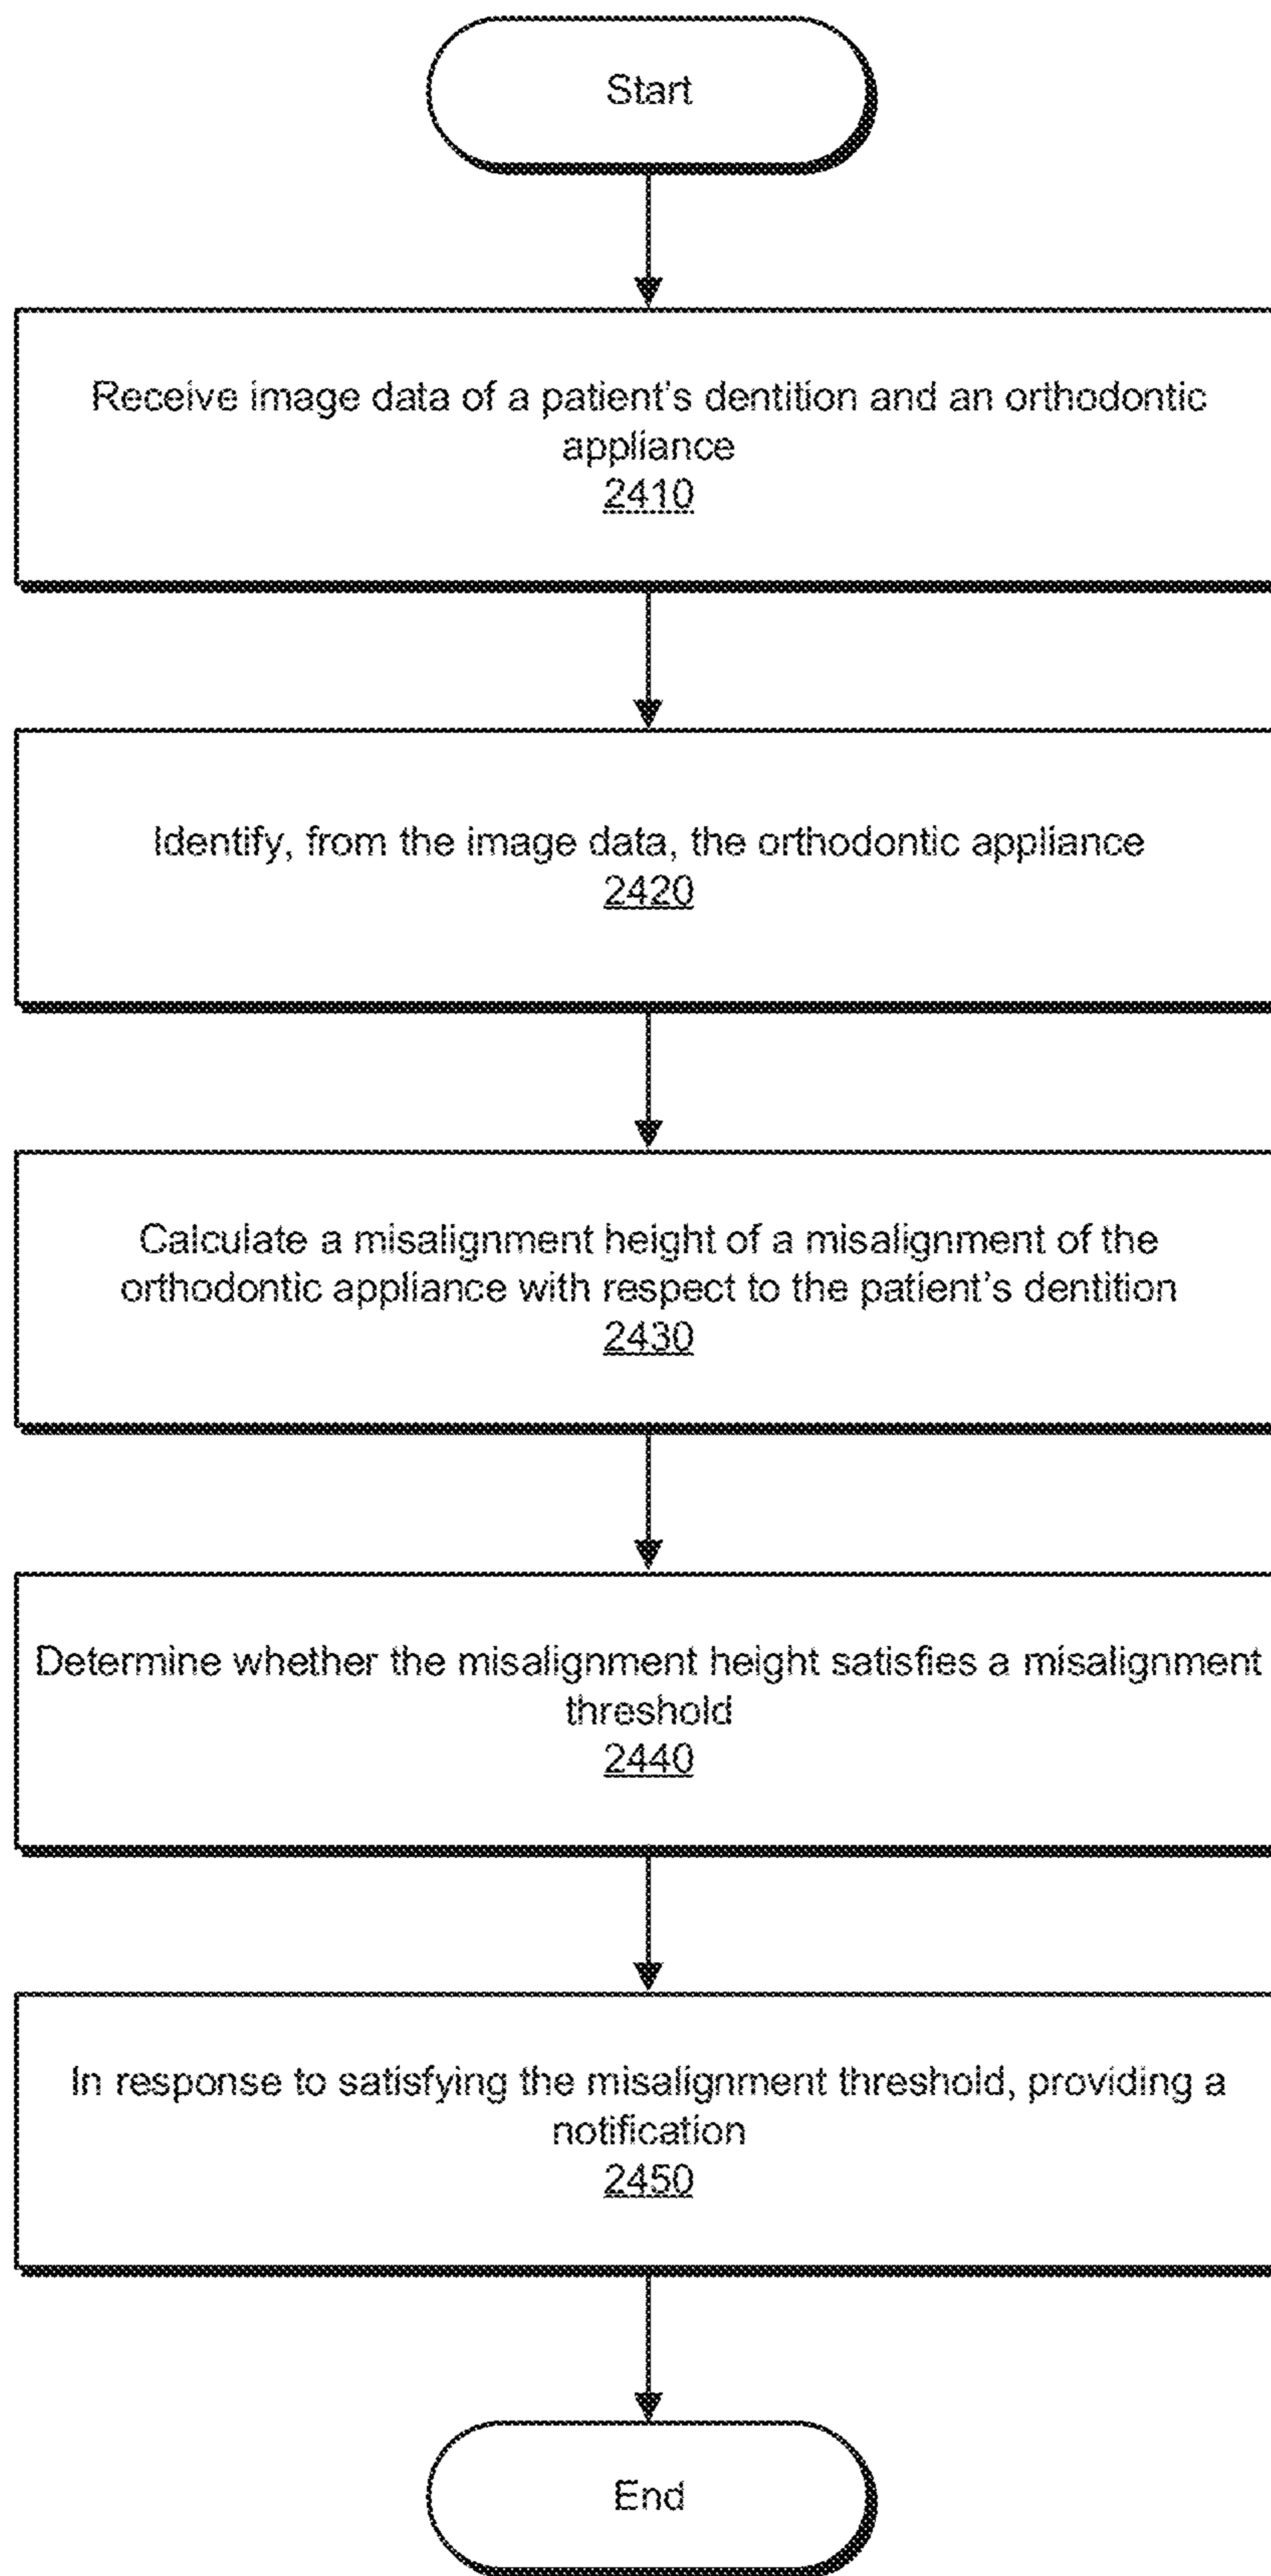 Start
Receive image data of a patient's dentition and an orthodontic
appliance
2410
Identify, from the image data, the orthodontic appliance
2420
Calculate a misalignment height of a misalignment of the
orthodontic appliance with respect to the patient's dentition
2430
Determine whether the misalignment height satisfies a misalignment
threshold
2440
In response to satisfying the misalignment threshold, providing a
notification
2450
End